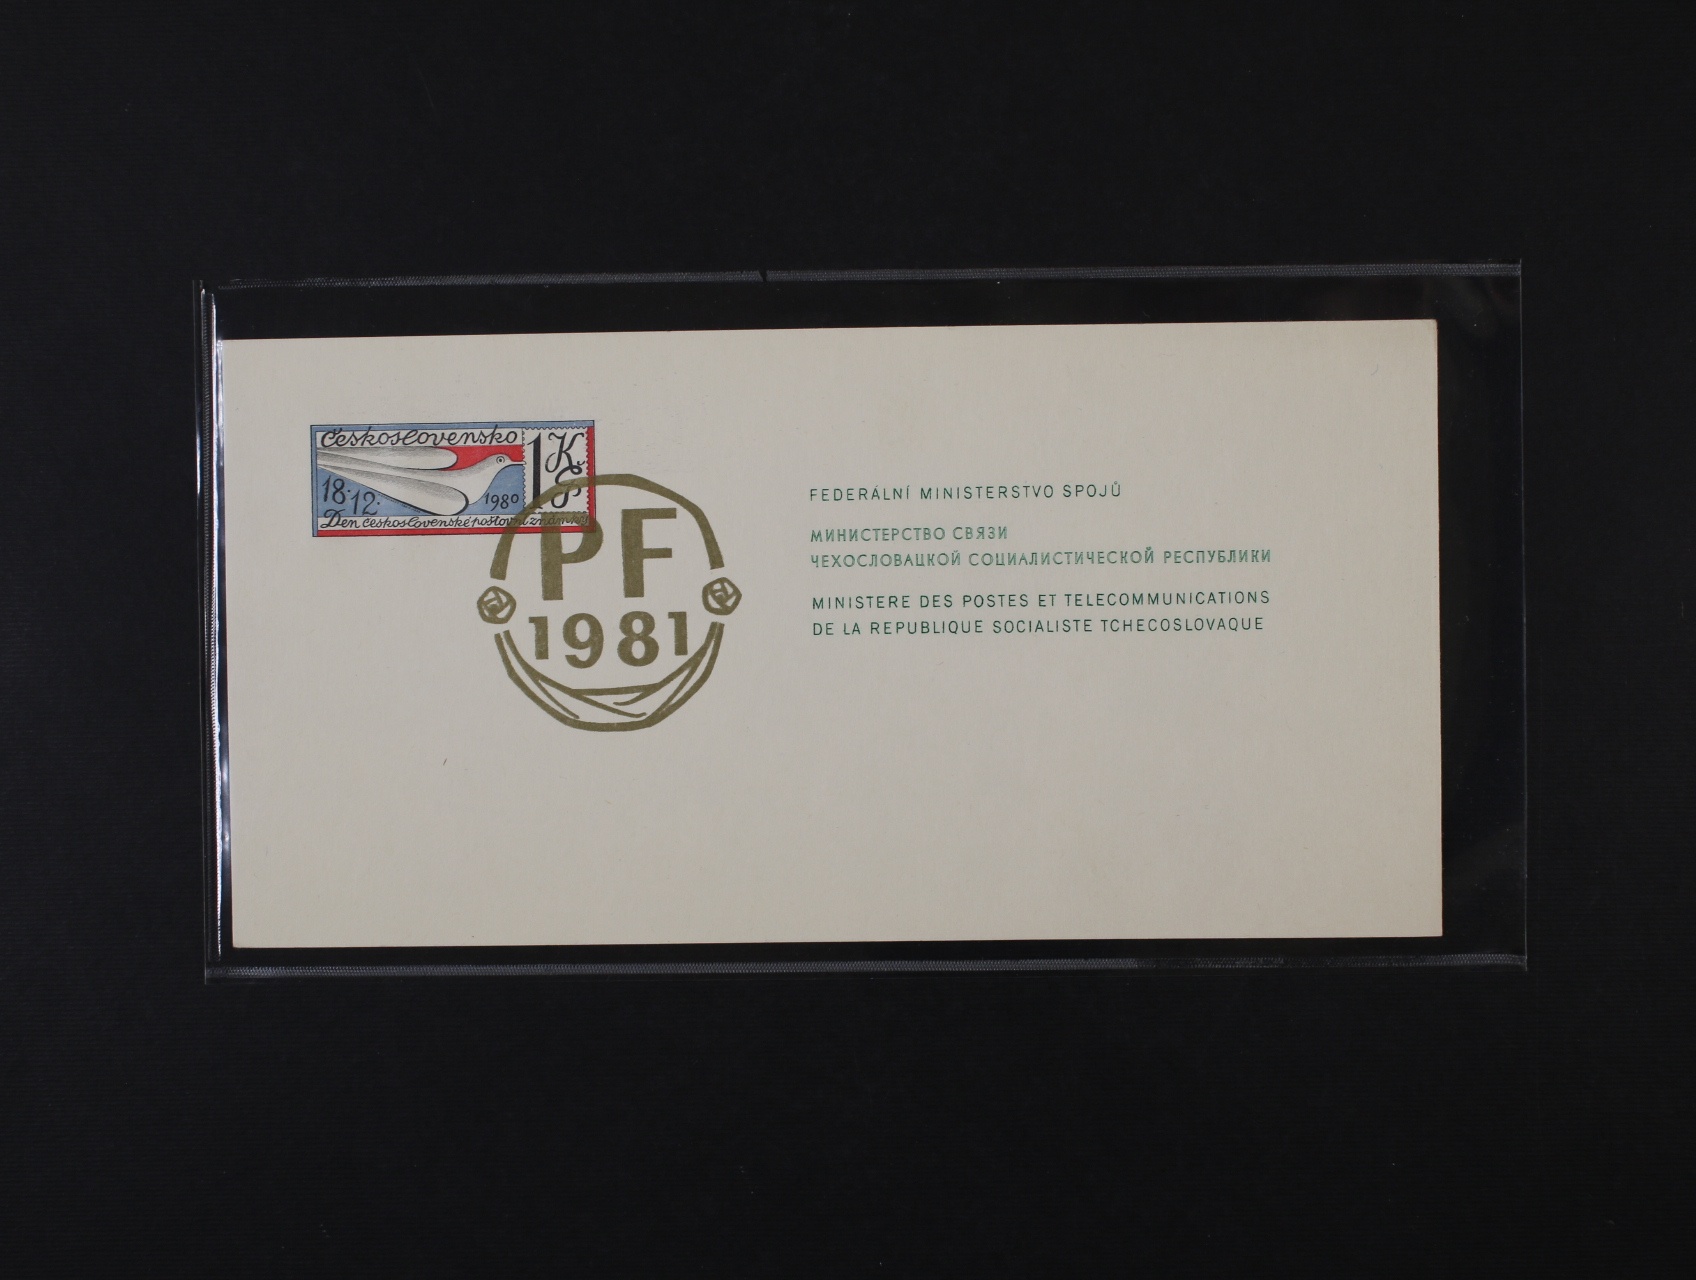 Československo
1 Kčs
18.12. 1980
Den československé poštovní známky
PF
1981
FEDERÁLNÍ MINISTERSTVO SPOJŮ
МИНИСТЕРСТВО СВЯЗИ
ЧЕХОСЛОВАЦКОЙ СОЦИАЛИСТИЧЕСКОЙ РЕСПУБЛИКИ
MINISTERE DES POSTES ET TELECOMMUNICATIONS
DE LA REPUBLIQUE SOCIALISTE TCHECOSLOVAQUE